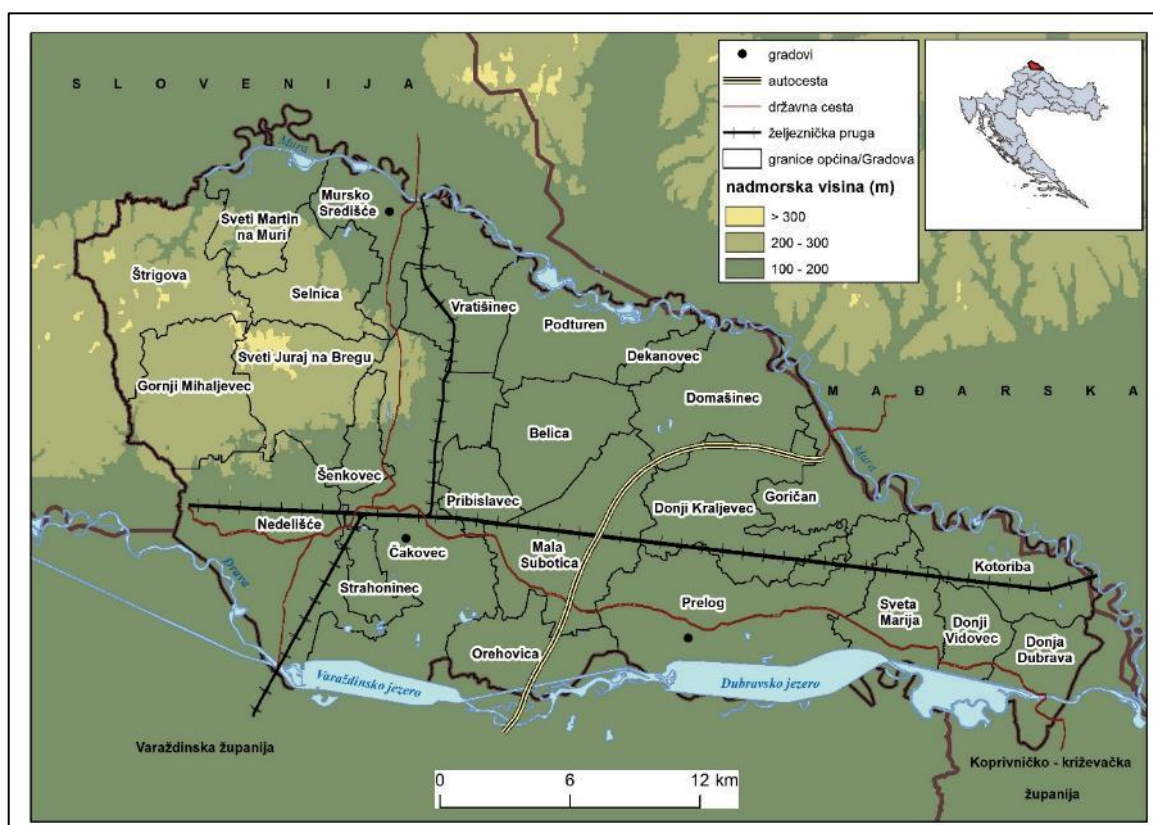 gradovi
autocesta
državna cesta
željeznička pruga
granice općina/Gradova
nadmorska visina (m)
> 300
200 - 300
100 - 200
S L O V E N I J A
Mura
Mursko
Središće
Sveti Martin
na Muri
Štrigova
Selnica
Vratišinec
Podturen
Sveti Juraj na Bregu
Dekanovec
Gornji Mihaljevec
Domašinec
M A Đ A R S K A
Belica
Mura
Šenkovec
Pribislavec
Donji Kraljevec
Goričan
Nedelišće
Čakovec
Mala
Subotica
Kotoriba
Drava
Strahoninec
Prelog
Sveta
Marija
Donji
Vidovec
Donja
Dubrava
Orehovica
Varaždinsko jezero
Dubravsko jezero
Varaždinska županija
Koprivničko - križevačka
županija
0 6 12 km